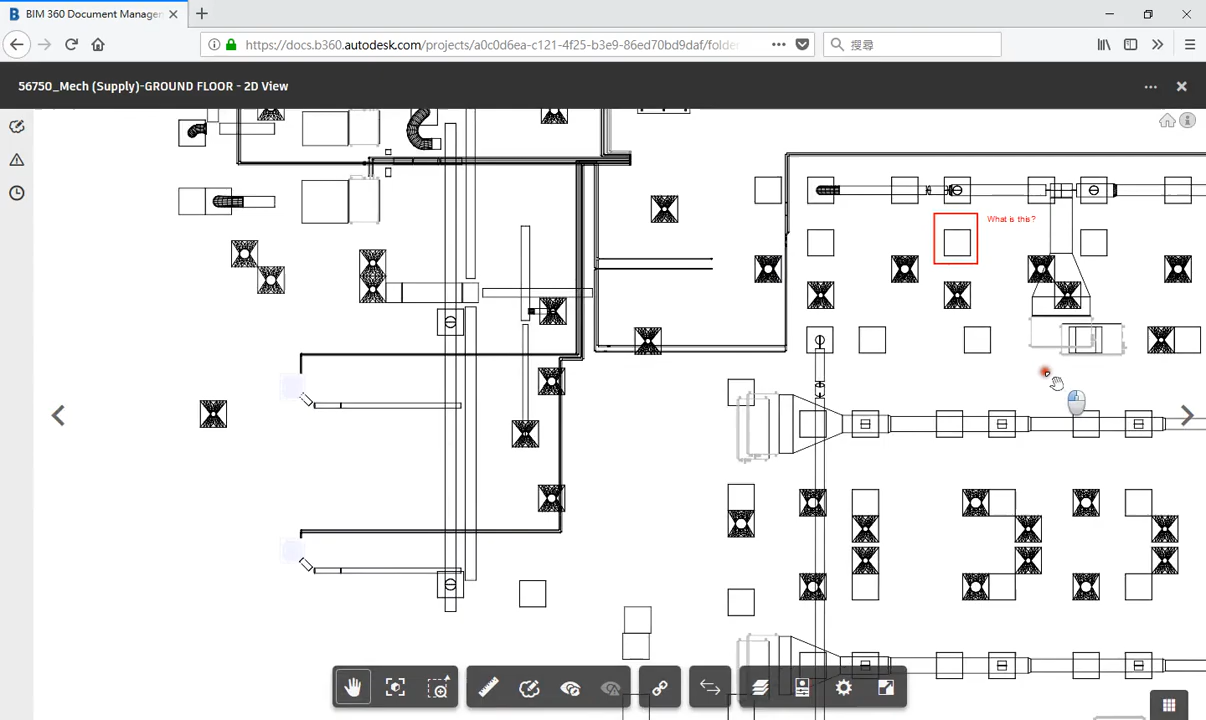 BIM 360 Document Managem
https://docs.b360.autodesk.com/projects/a0c0d6ea-c121-4f25-b3e9-86ed70bd9daf/folde
搜尋
56750_Mech (Supply)-GROUND FLOOR - 2D View
What is this?